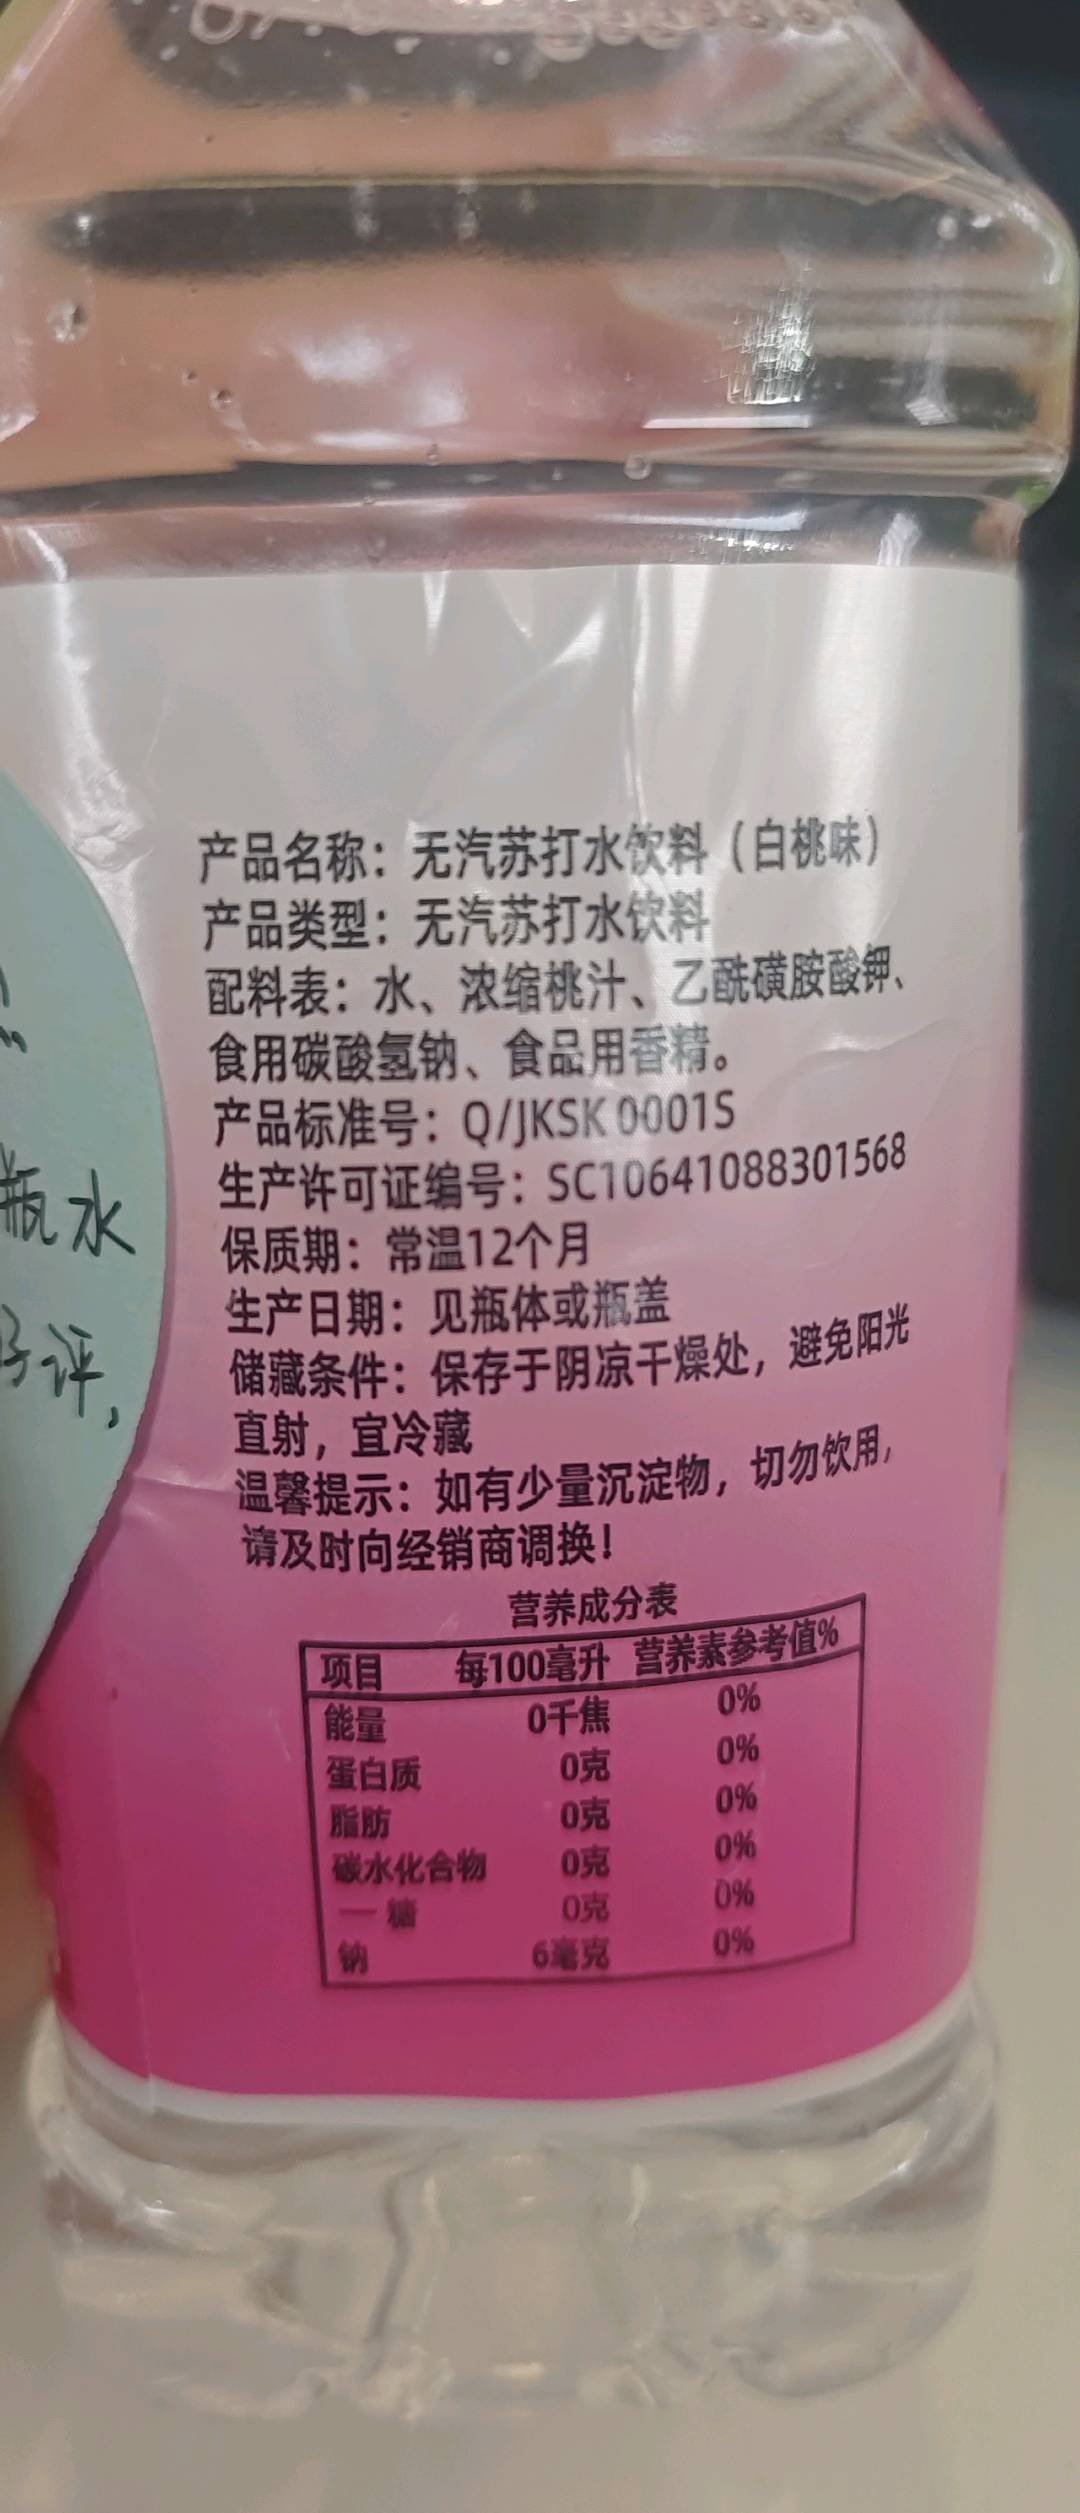 瓶水
评,
产品名称：无汽苏打水饮料（白桃味）
产品类型：无汽苏打水饮料
配料表：水、浓缩桃汁、乙酰磺胺酸钾、
食用碳酸氢钠、食品用香精。
产品标准号：Q/JKSK 0001S
生产许可证编号：SC10641088301568
保质期：常温12个月
生产日期：见瓶体或瓶盖
储藏条件：保存于阴凉干燥处，避免阳光
直射，宜冷藏
温馨提示：如有少量沉淀物，切勿饮用，
请及时向经销商调换！
营养成分表
项目 每100毫升 营养素参考值%
能量 0千焦 0%
蛋白质 0克 0%
脂肪 0克 0%
碳水化合物 0克 0%
一 糖 0克 0%
钠 6毫克 0%